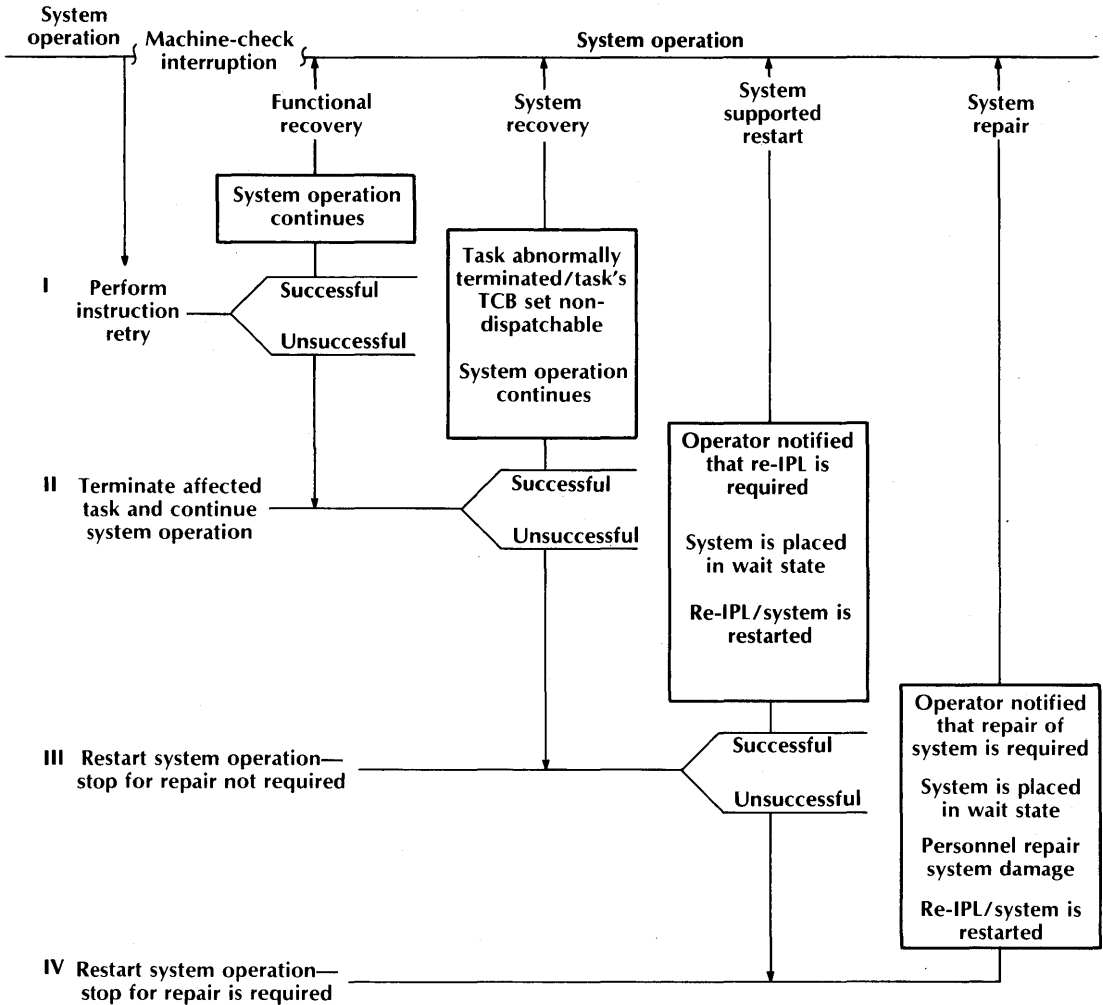 System
operation
Machine-check
interruption
System operation
Functional
recovery
System
recovery
System
supported
restart
System
repair
System operation
continues
Task abnormally
terminated/task's
TCB set non-
dispatchable
System operation
continues
I Perform
instruction
retry
Successful
Unsuccessful
Operator notified
that re-IPL is
required
System is placed
in wait state
Re-IPL/system is
restarted
II Terminate affected
task and continue
system operation
Successful
Unsuccessful
Operator notified
that repair of
system is required
System is placed
in wait state
Personnel repair
system damage
Re-IPL/system is
restarted
III Restart system operation—
stop for repair not required
Successful
Unsuccessful
IV Restart system operation—
stop for repair is required